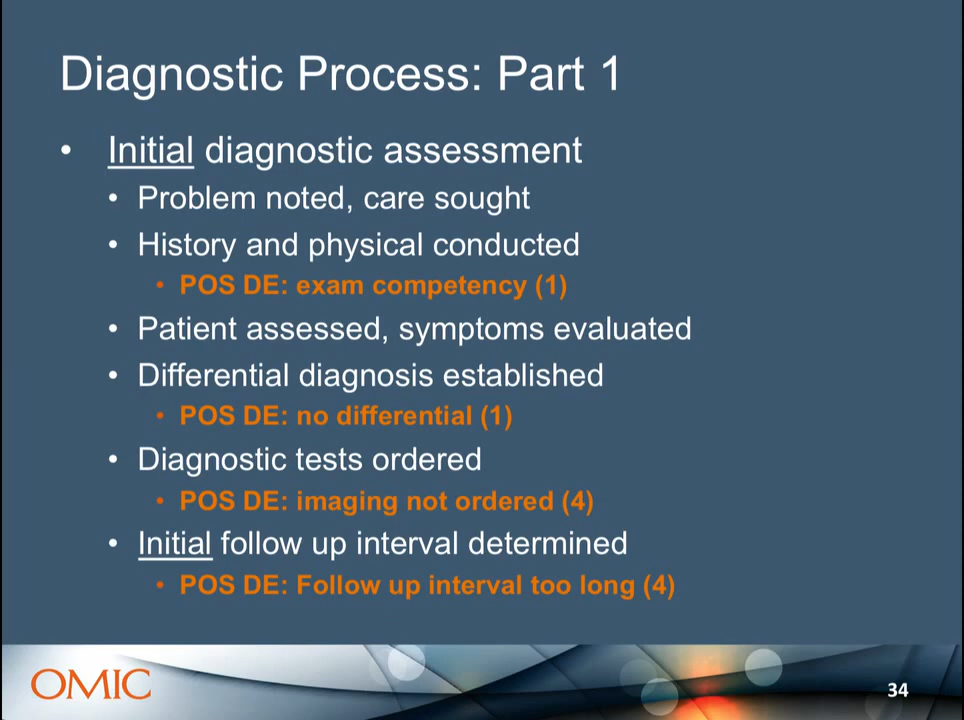 Diagnostic Process: Part 1
• Initial diagnostic assessment
• Problem noted, care sought
• History and physical conducted
• POS DE: exam competency (1)
• Patient assessed, symptoms evaluated
• Differential diagnosis established
• POS DE: no differential (1)
• Diagnostic tests ordered
• POS DE: imaging not ordered (4)
• Initial follow up interval determined
• POS DE: Follow up interval too long (4)
OMIC
34